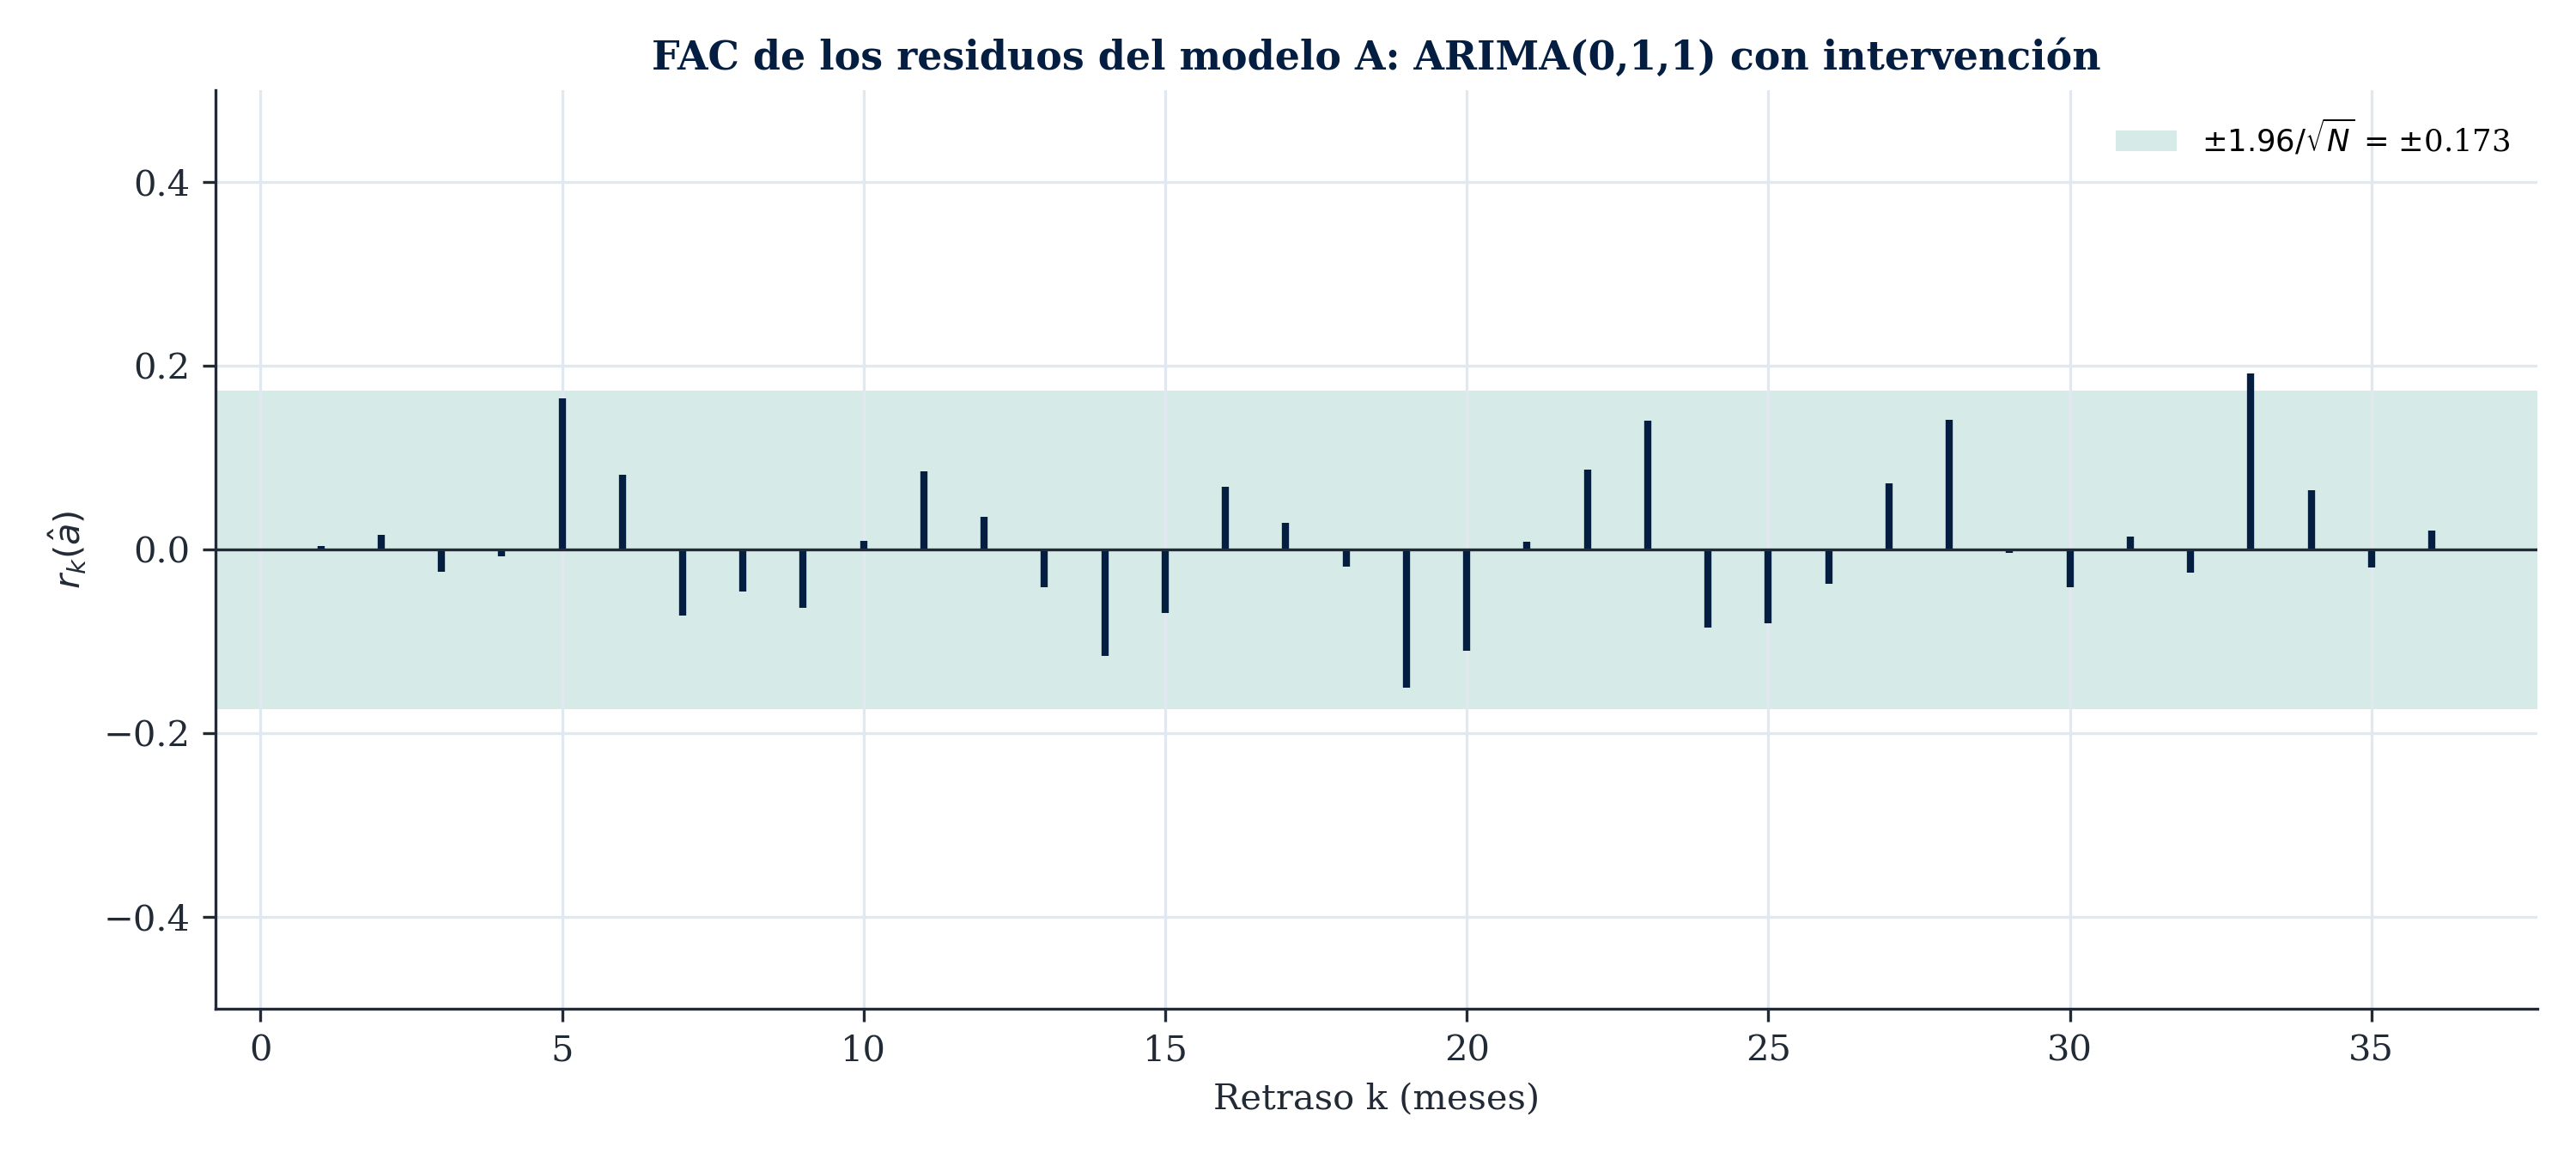 FAC de los residuos del modelo A: ARIMA(0,1,1) con intervención
±1.96/√N = ±0.173
0.4
0.2
0.0
−0.2
−0.4
r_k(â)
0 5 10 15 20 25 30 35
Retraso k (meses)